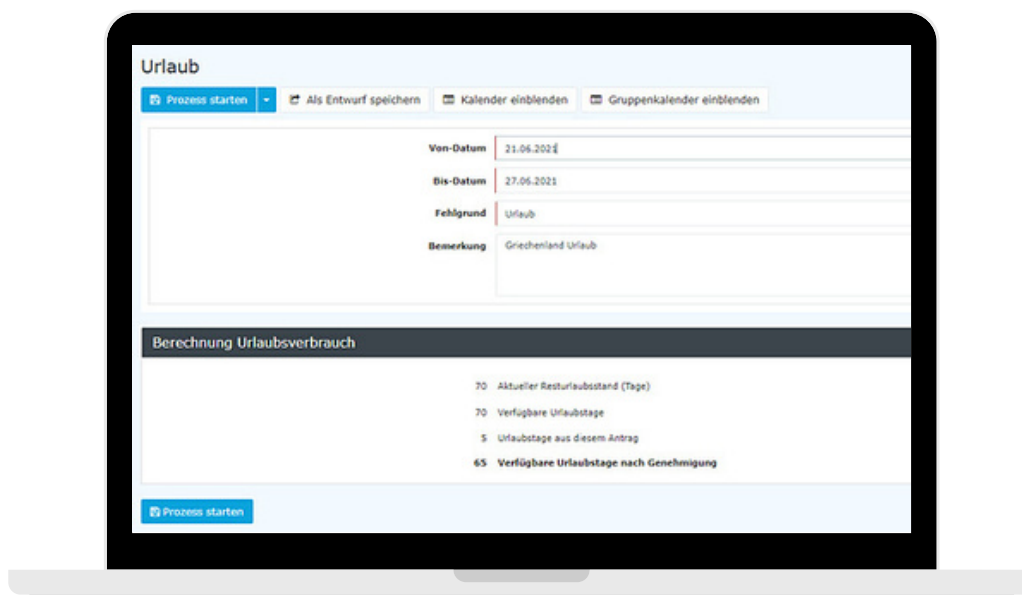 Urlaub
Prozess starten Als Entwurf speichern Kalender einblenden Gruppenkalender einblenden
Von-Datum 21.06.2021
Bis-Datum 27.06.2021
Fehlgrund Urlaub
Bemerkung Griechenland Urlaub
Berechnung Urlaubsverbrauch
70 Aktueller Resturlaubsstand (Tage)
70 Verfügbare Urlaubstage
5 Urlaubstage aus diesem Antrag
65 Verfügbare Urlaubstage nach Genehmigung
Prozess starten